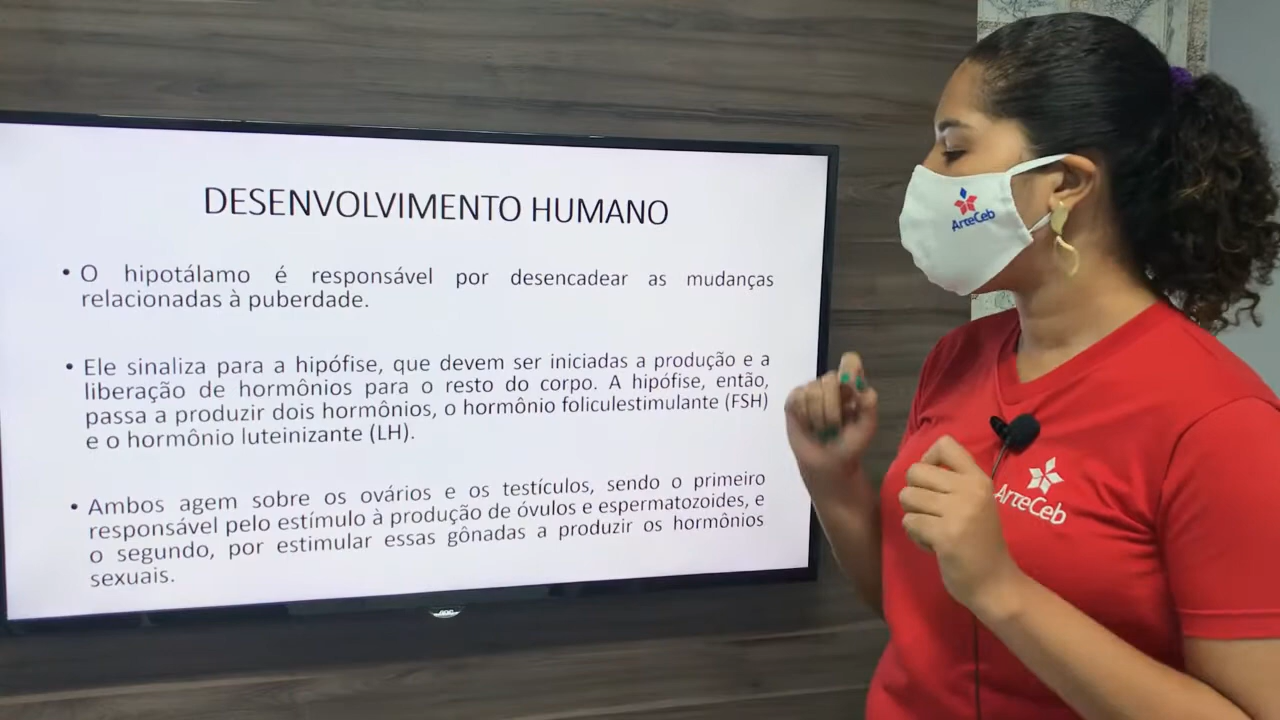 DESENVOLVIMENTO HUMANO
• O hipotálamo é responsável por desencadear as mudanças
relacionadas à puberdade.
• Ele sinaliza para a hipófise, que devem ser iniciadas a produção e a
liberação de hormônios para o resto do corpo. A hipófise, então,
passa a produzir dois hormônios, o hormônio foliculestimulante (FSH)
e o hormônio luteinizante (LH).
• Ambos agem sobre os ovários e os testículos, sendo o primeiro
responsável pelo estímulo à produção de óvulos e espermatozoides, e
o segundo, por estimular essas gônadas a produzir os hormônios
sexuais.
AOC
ArteCeb
ArteCeb